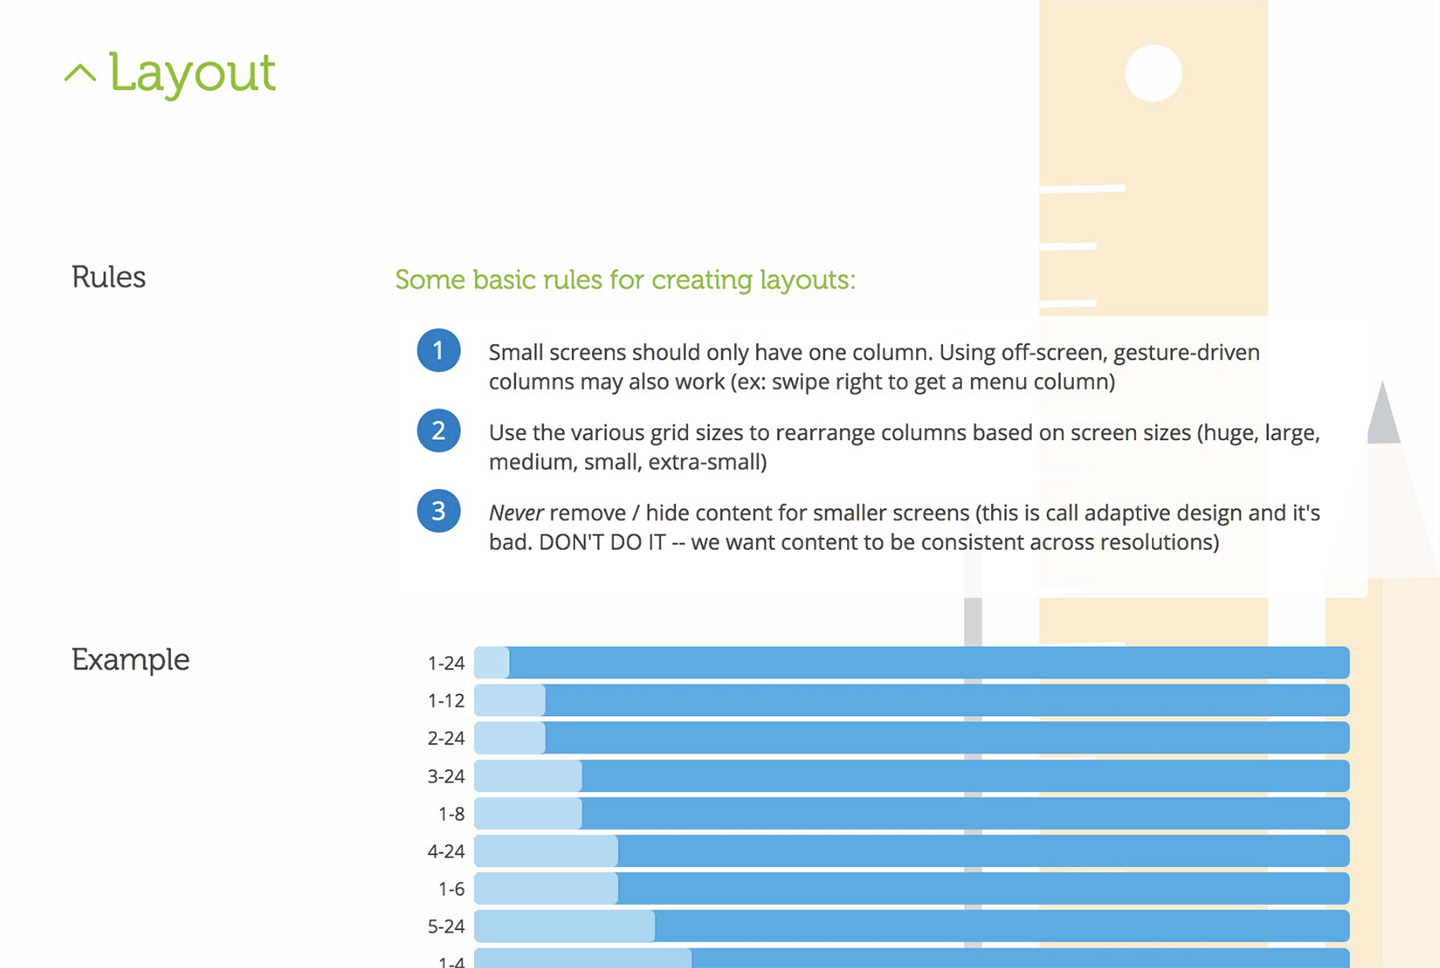 Layout
Rules
Some basic rules for creating layouts:
1
Small screens should only have one column. Using off-screen, gesture-driven
columns may also work (ex: swipe right to get a menu column)
2
Use the various grid sizes to rearrange columns based on screen sizes (huge, large,
medium, small, extra-small)
3
Never remove / hide content for smaller screens (this is call adaptive design and it's
bad. DON'T DO IT -- we want content to be consistent across resolutions)
Example
1-24
1-12
2-24
3-24
1-8
4-24
1-6
5-24
1-4